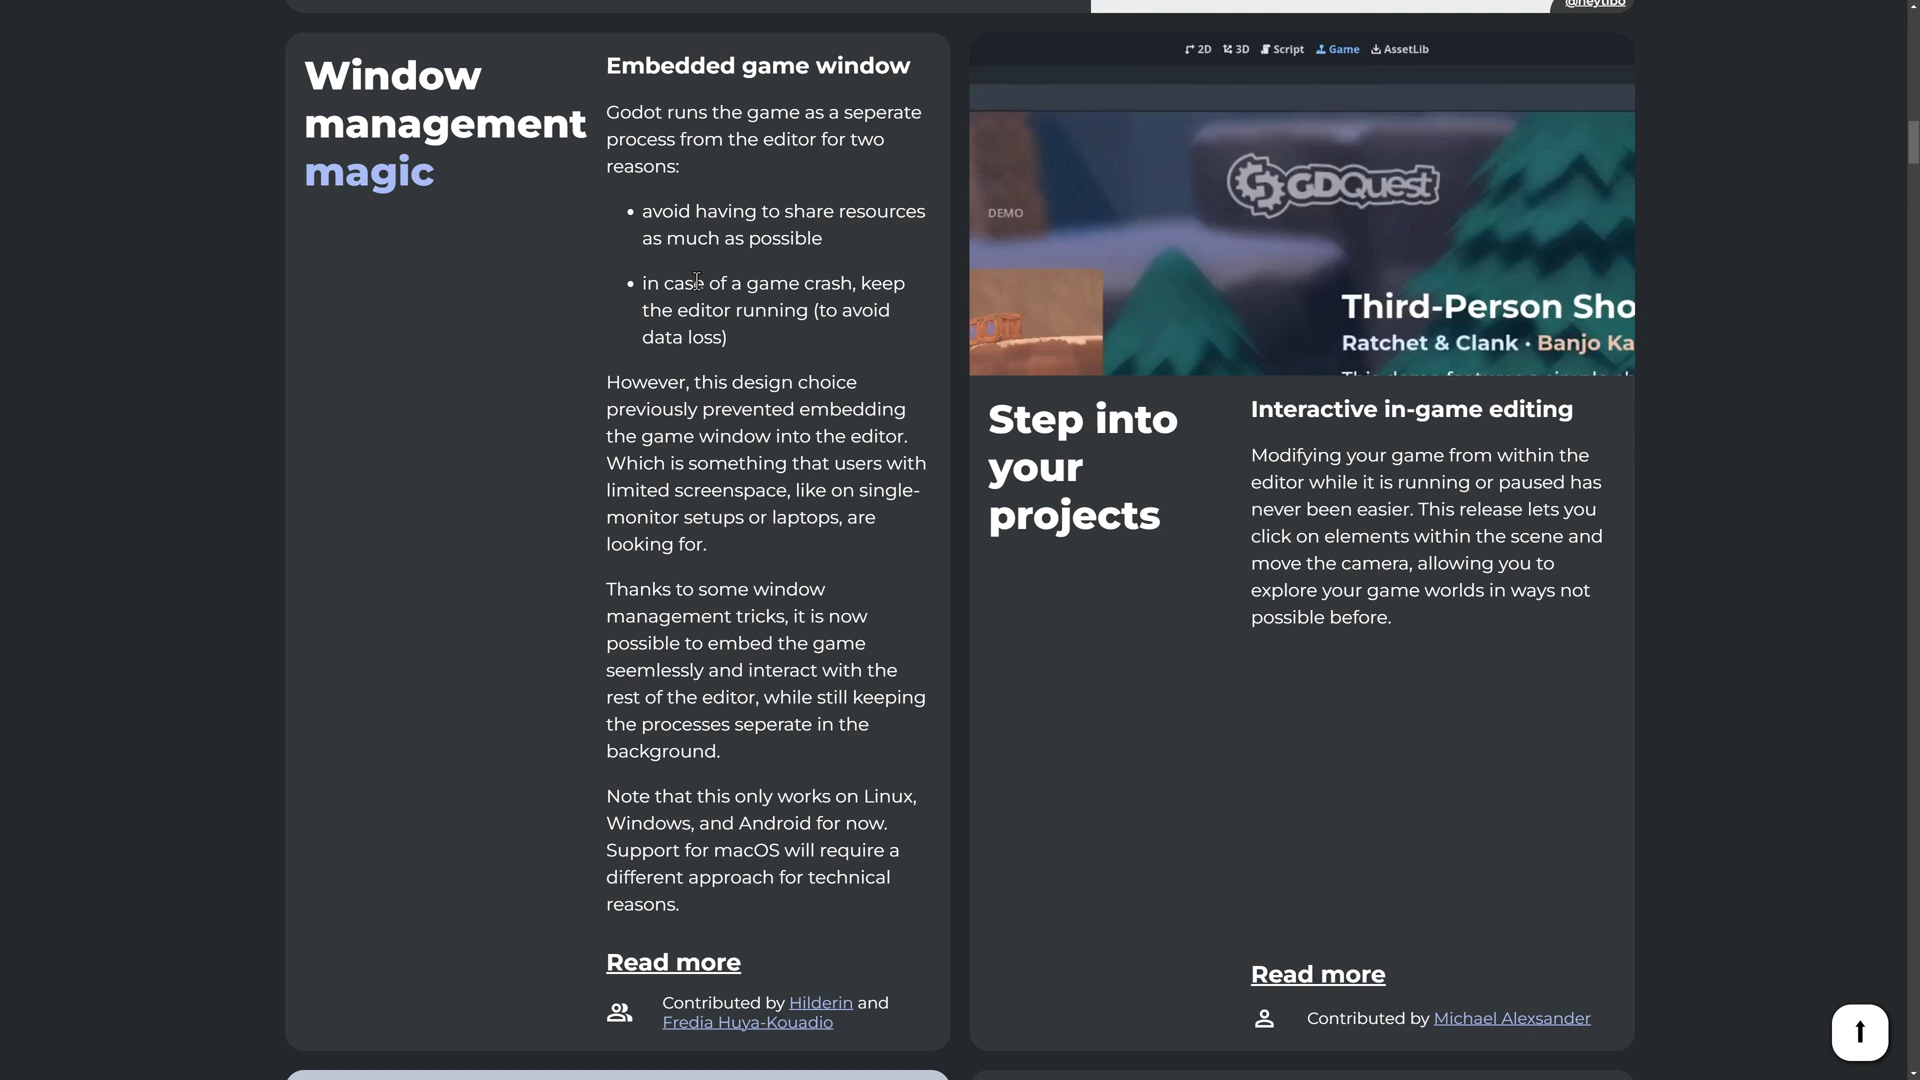 @heytibo
Window
management
magic
Embedded game window
Godot runs the game as a seperate
process from the editor for two
reasons:
• avoid having to share resources
as much as possible
• in case of a game crash, keep
the editor running (to avoid
data loss)
However, this design choice
previously prevented embedding
the game window into the editor.
Which is something that users with
limited screenspace, like on single-
monitor setups or laptops, are
looking for.
Thanks to some window
management tricks, it is now
possible to embed the game
seemlessly and interact with the
rest of the editor, while still keeping
the processes seperate in the
background.
Note that this only works on Linux,
Windows, and Android for now.
Support for macOS will require a
different approach for technical
reasons.
Read more
Contributed by Hilderin and
Fredia Huya-Kouadio
2D 3D Script Game AssetLib
GDQuest
DEMO
Third-Person Sho
Ratchet & Clank · Banjo Ka
Step into
your
projects
Interactive in-game editing
Modifying your game from within the
editor while it is running or paused has
never been easier. This release lets you
click on elements within the scene and
move the camera, allowing you to
explore your game worlds in ways not
possible before.
Read more
Contributed by Michael Alexsander